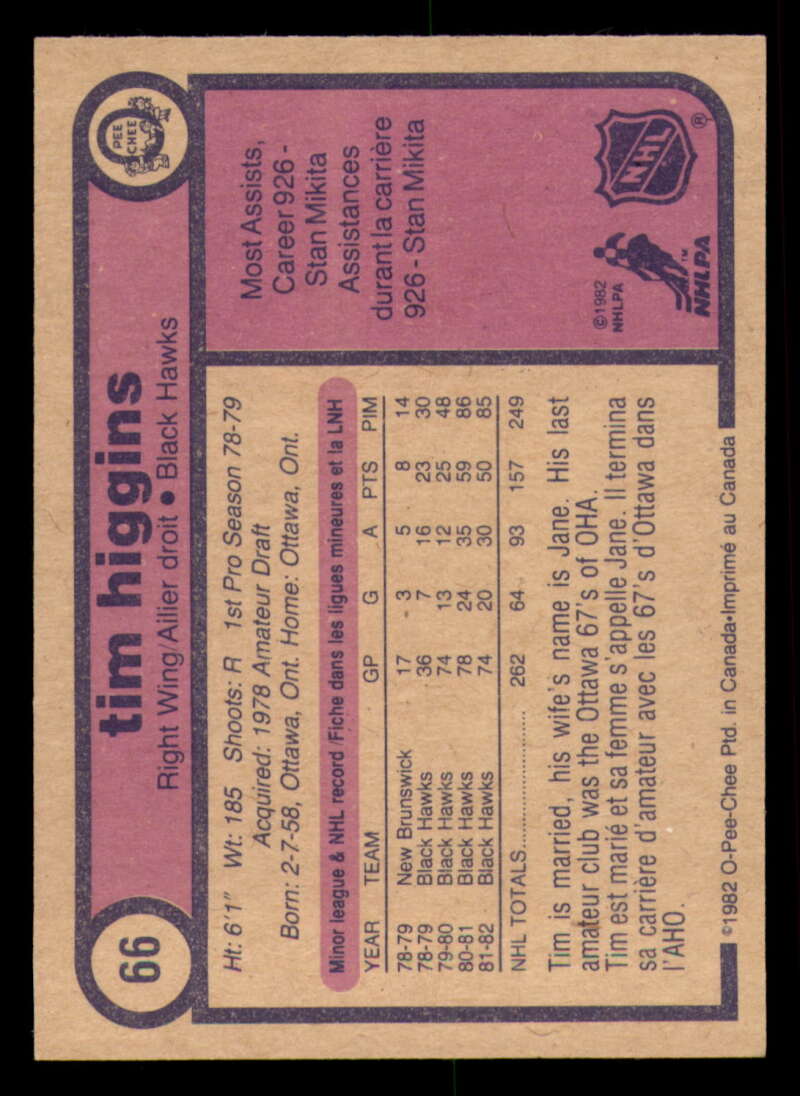 66
tim higgins
Right Wing/Ailier droit • Black Hawks
O PEE CHEE
Ht: 6'1" Wt: 185 Shoots: R 1st Pro Season 78-79
Acquired: 1978 Amateur Draft
Born: 2-7-58, Ottawa, Ont. Home: Ottawa, Ont.
Minor league & NHL record/Fiche dans les ligues mineures et la LNH
YEAR TEAM GP G A PTS PIM
78-79 New Brunswick 17 3 5 8 14
78-79 Black Hawks 36 7 16 23 30
79-80 Black Hawks 74 13 12 25 48
80-81 Black Hawks 78 24 35 59 86
81-82 Black Hawks 74 20 30 50 85
NHL TOTALS.................... 262 64 93 157 249
Tim is married, his wife's name is Jane. His last
amateur club was the Ottawa 67's of OHA.
Tim est marié et sa femme s'appelle Jane. Il termina
sa carrière d'amateur avec les 67's d'Ottawa dans
l'AHO.
Most Assists,
Career 926 -
Stan Mikita
Assistances
durant la carrière
926 - Stan Mikita
©1982
NHLPA
NHLPA™
NHL®
©1982 O-Pee-Chee Ptd. in Canada•Imprimé au Canada